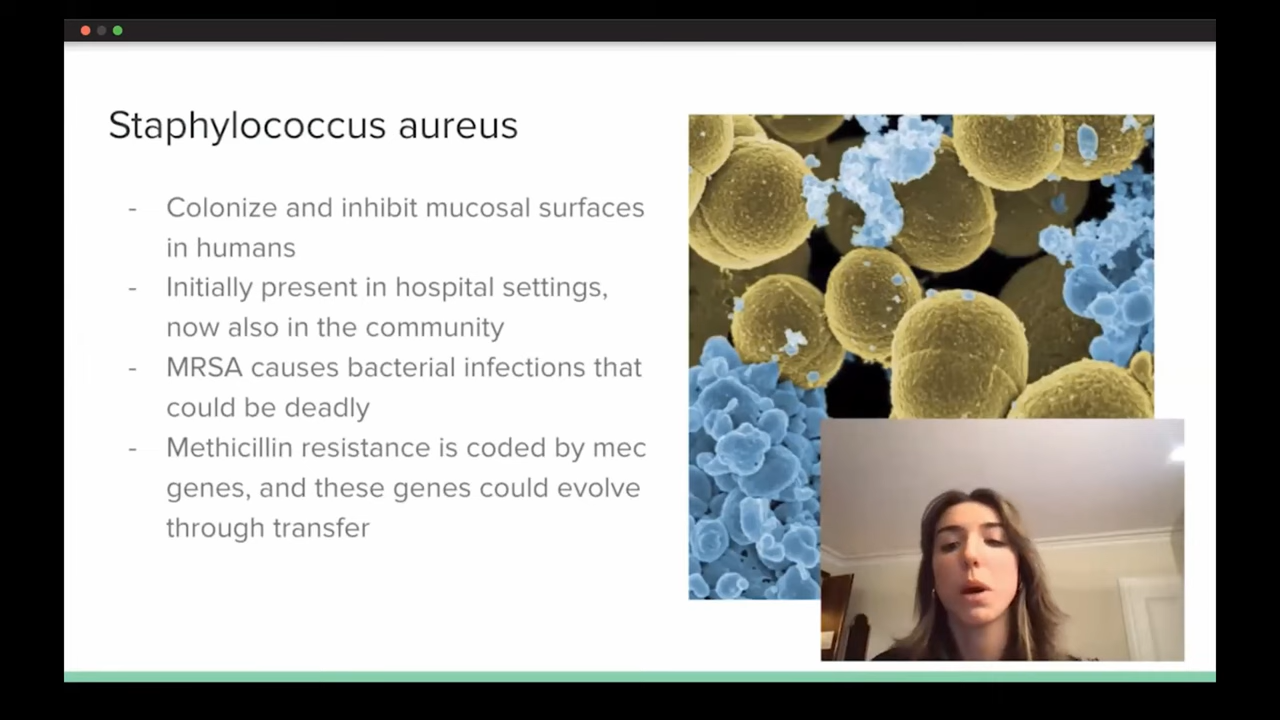 Staphylococcus aureus
- Colonize and inhibit mucosal surfaces
in humans
- Initially present in hospital settings,
now also in the community
- MRSA causes bacterial infections that
could be deadly
- Methicillin resistance is coded by mec
genes, and these genes could evolve
through transfer